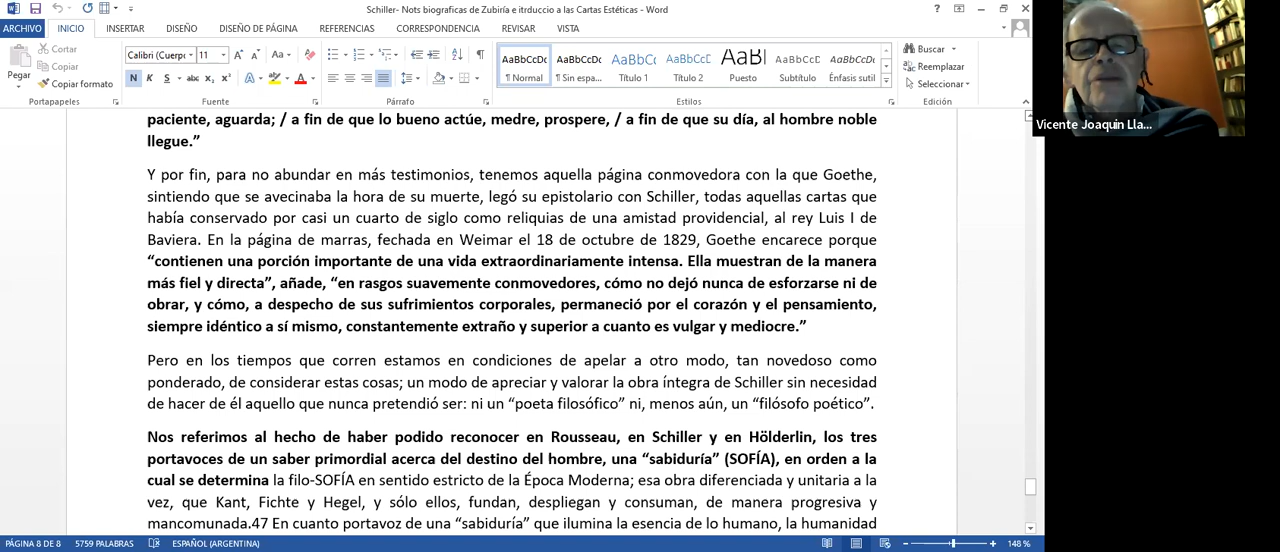 Schiller- Nots biograficas de Zubiría e itrduccio a las Cartas Estéticas - Word
ARCHIVO INICIO INSERTAR DISEÑO DISEÑO DE PÁGINA REFERENCIAS CORRESPONDENCIA REVISAR VISTA
Pegar
Cortar
Copiar
Copiar formato
Portapapeles
Calibri (Cuerpo 11
N K S abc x₂ x²
Fuente
Párrafo
AaBbCcDc AaBbCcDc AaBbCc AaBbCcC AaBl AaBbCcC AaBbCcDc
¶ Normal ¶ Sin espa... Título 1 Título 2 Puesto Subtítulo Énfasis sutil
Estilos
Buscar
Reemplazar
Seleccionar
Edición
Vicente Joaquin Lla...
paciente, aguarda; / a fin de que lo bueno actúe, medre, prospere, / a fin de que su día, al hombre noble
llegue.”
Y por fin, para no abundar en más testimonios, tenemos aquella página conmovedora con la que Goethe,
sintiendo que se avecinaba la hora de su muerte, legó su epistolario con Schiller, todas aquellas cartas que
había conservado por casi un cuarto de siglo como reliquias de una amistad providencial, al rey Luis I de
Baviera. En la página de marras, fechada en Weimar el 18 de octubre de 1829, Goethe encarece porque
“contienen una porción importante de una vida extraordinariamente intensa. Ella muestran de la manera
más fiel y directa”, añade, “en rasgos suavemente conmovedores, cómo no dejó nunca de esforzarse ni de
obrar, y cómo, a despecho de sus sufrimientos corporales, permaneció por el corazón y el pensamiento,
siempre idéntico a sí mismo, constantemente extraño y superior a cuanto es vulgar y mediocre.”
Pero en los tiempos que corren estamos en condiciones de apelar a otro modo, tan novedoso como
ponderado, de considerar estas cosas; un modo de apreciar y valorar la obra íntegra de Schiller sin necesidad
de hacer de él aquello que nunca pretendió ser: ni un “poeta filosófico” ni, menos aún, un “filósofo poético”.
Nos referimos al hecho de haber podido reconocer en Rousseau, en Schiller y en Hölderlin, los tres
portavoces de un saber primordial acerca del destino del hombre, una “sabiduría” (SOFÍA), en orden a la
cual se determina la filo-SOFÍA en sentido estricto de la Época Moderna; esa obra diferenciada y unitaria a la
vez, que Kant, Fichte y Hegel, y sólo ellos, fundan, despliegan y consuman, de manera progresiva y
mancomunada.47 En cuanto portavoz de una “sabiduría” que ilumina la esencia de lo humano, la humanidad
PÁGINA 8 DE 8 5759 PALABRAS ESPAÑOL (ARGENTINA) 148 %